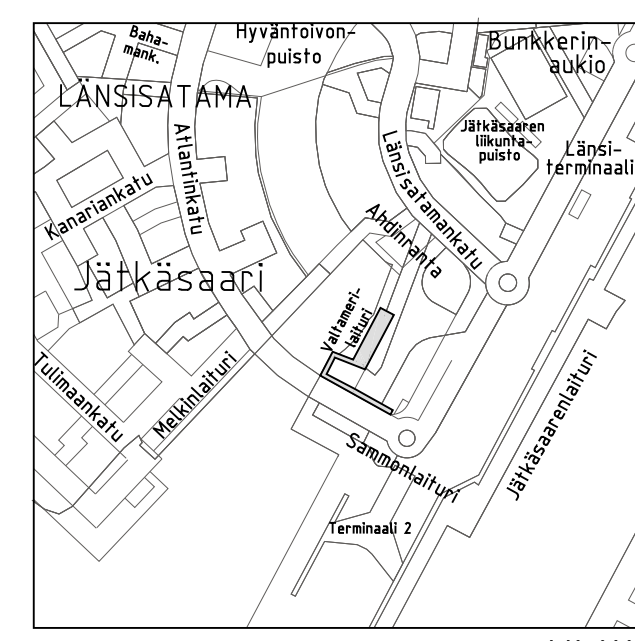 Baha-
mank.
Hyväntoivon-
puisto
Bunkkerin-
aukio
LÄNSISATAMA
Atlantinkatu
Länsisatamankatu
Jätkäsaaren
liikunta-
puisto
Länsi-
terminaali
Kanariankatu
Ahdinranta
Jätkäsaari
Valtameri-
laituri
Tulimaankatu
Melkinlaituri
Jätkäsaarenlaituri
Sammonlaituri
Terminaali 2